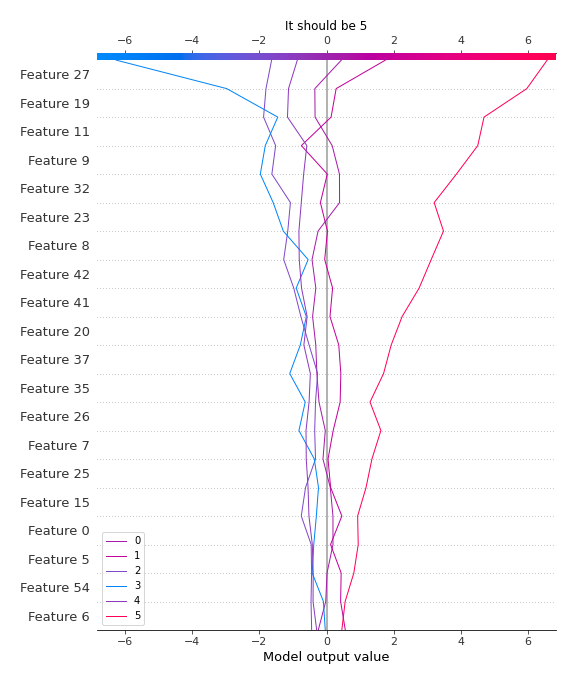 It should be 5
−6 −4 −2 0 2 4 6
Feature 27
Feature 19
Feature 11
Feature 9
Feature 32
Feature 23
Feature 8
Feature 42
Feature 41
Feature 20
Feature 37
Feature 35
Feature 26
Feature 7
Feature 25
Feature 15
Feature 0
Feature 5
Feature 54
Feature 6
0
1
2
3
4
5
−6 −4 −2 0 2 4 6
Model output value